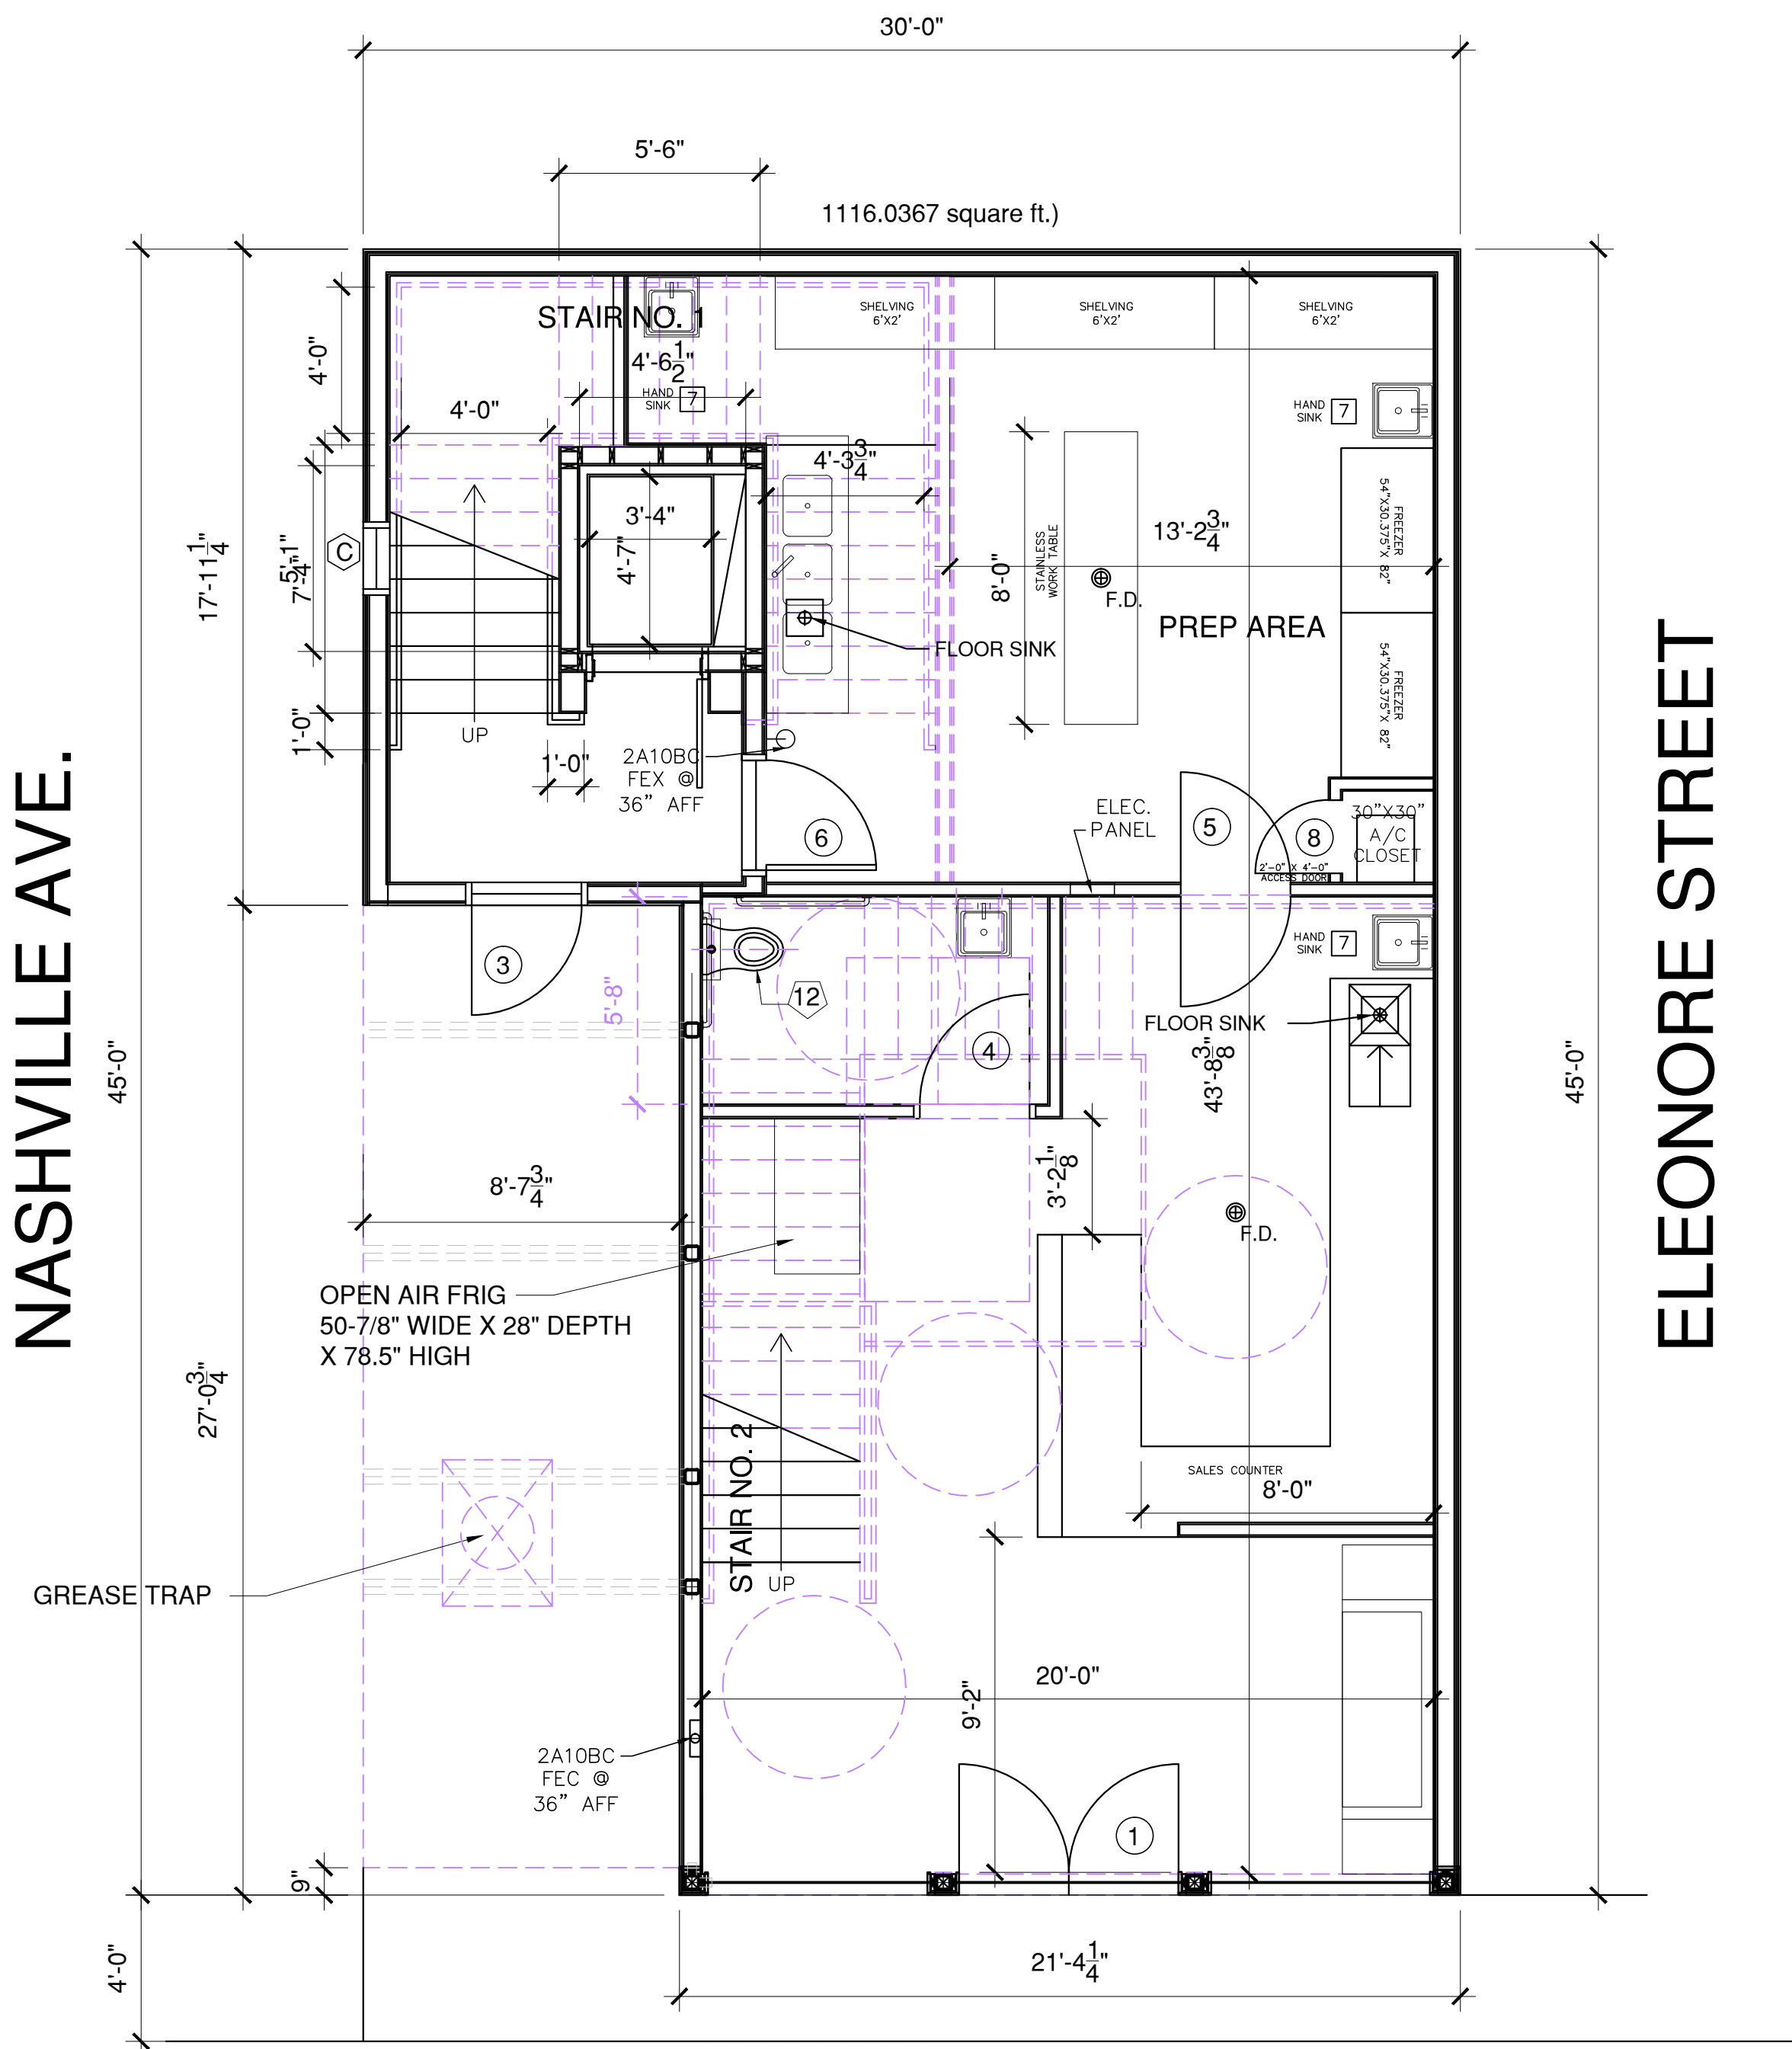 30'-0"
5'-6"
1116.0367 square ft.)
STAIR NO. 1
SHELVING
6'X2'
SHELVING
6'X2'
SHELVING
6'X2'
4'-0"
4'-6 1/2"
HAND
SINK
7
HAND
SINK
7
4'-0"
4'-3 3/4"
17'-11 1/4"
7'-4"
5'-1"
C
3'-4"
4'-7"
8'-0"
STAINLESS
WORK TABLE
13'-2 3/4"
FREEZER
54"X30.375"X 82"
F.D.
PREP AREA
FLOOR SINK
FREEZER
54"X30.375"X 82"
1'-0"
UP
1'-0"
2A10BC
FEX @
36" AFF
6
ELEC.
PANEL
5
8
30"X30"
A/C
CLOSET
2'-0" X 4'-0"
ACCESS DOOR
NASHVILLE AVE.
ELEONORE STREET
3
5'-8"
12
4
HAND
SINK
7
FLOOR SINK
43'-8 3/8"
45'-0"
45'-0"
8'-7 3/4"
3'-2 1/8"
F.D.
OPEN AIR FRIG
50-7/8" WIDE X 28" DEPTH
X 78.5" HIGH
27'-0 3/4"
STAIR NO. 2
UP
SALES COUNTER
8'-0"
GREASE TRAP
20'-0"
9'-2"
2A10BC
FEC @
36" AFF
1
9"
4'-0"
21'-4 1/4"